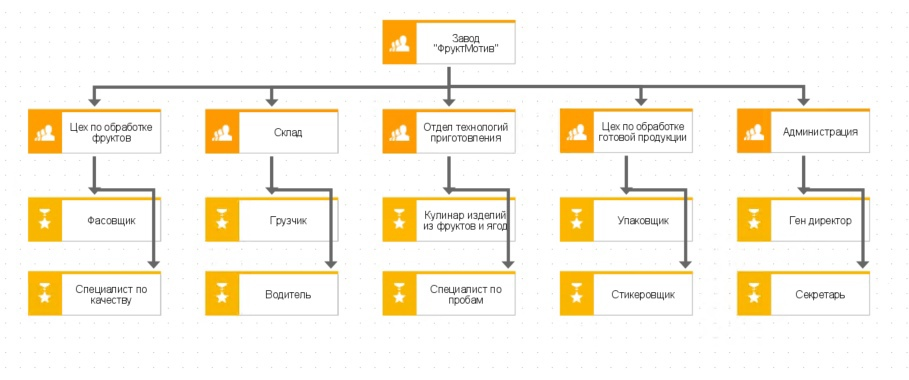 Завод
"ФруктМотив"
Цех по обработке
фруктов
Склад
Отдел технологий
приготовления
Цех по обработке
готовой продукции
Администрация
Фасовщик
Грузчик
Кулинар изделий
из фруктов и ягод
Упаковщик
Ген директор
Специалист по
качеству
Водитель
Специалист по
пробам
Стикеровщик
Секретарь